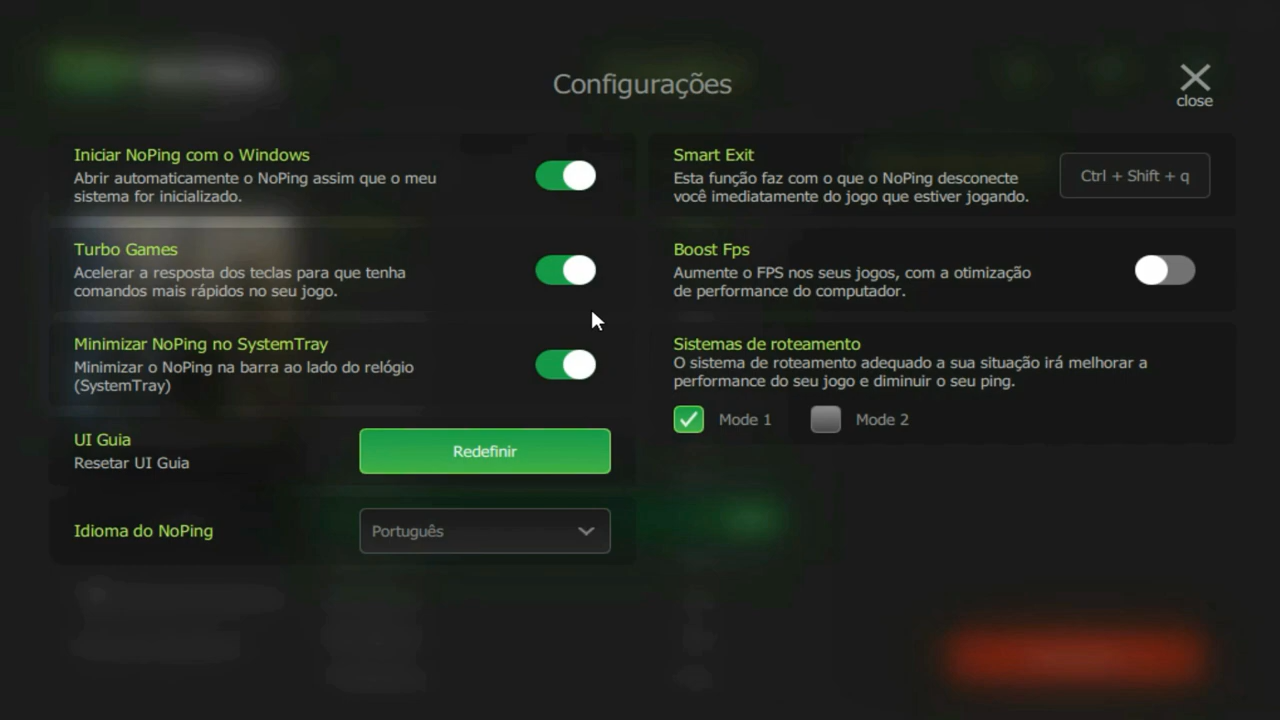 Configurações
close
Iniciar NoPing com o Windows
Abrir automaticamente o NoPing assim que o meu
sistema for inicializado.
Turbo Games
Acelerar a resposta dos teclas para que tenha
comandos mais rápidos no seu jogo.
Minimizar NoPing no SystemTray
Minimizar o NoPing na barra ao lado do relógio
(SystemTray)
UI Guia
Resetar UI Guia
Redefinir
Idioma do NoPing
Português
Smart Exit
Esta função faz com o que o NoPing desconecte
você imediatamente do jogo que estiver jogando.
Ctrl + Shift + q
Boost Fps
Aumente o FPS nos seus jogos, com a otimização
de performance do computador.
Sistemas de roteamento
O sistema de roteamento adequado a sua situação irá melhorar a
performance do seu jogo e diminuir o seu ping.
Mode 1
Mode 2